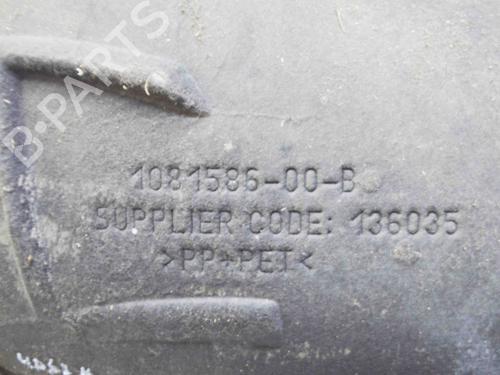 B-PARTS
1081586-00-B
SUPPLIER CODE: 136035
>PP+PET<